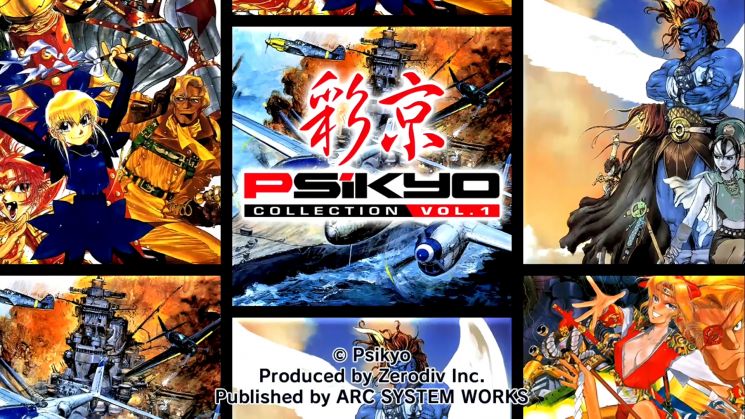 彩京
PSiKYO
COLLECTION VOL.1
© Psikyo
Produced by Zerodiv Inc.
Published by ARC SYSTEM WORKS